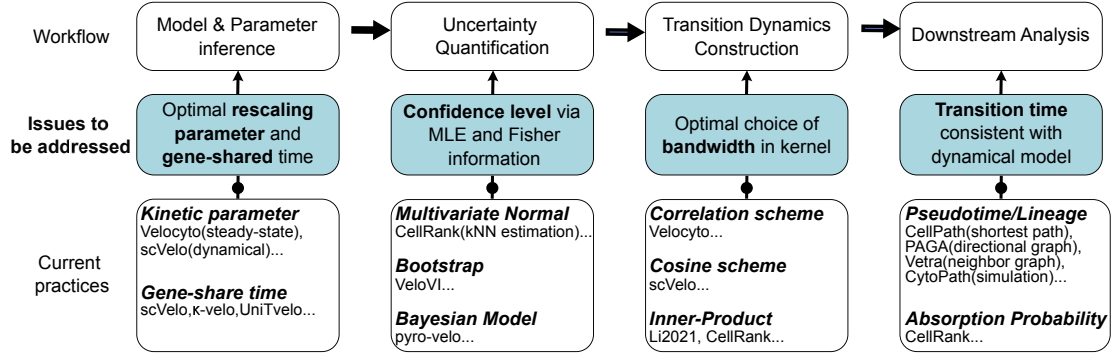 Workflow
Model & Parameter
inference
Uncertainty
Quantification
Transition Dynamics
Construction
Downstream Analysis
Issues to
be addressed
Optimal rescaling
parameter and
gene-shared time
Confidence level via
MLE and Fisher
information
Optimal choice of
bandwidth in kernel
Transition time
consistent with
dynamical model
Current
practices
Kinetic parameter
Velocyto(steady-state),
scVelo(dynamical)...
Gene-share time
scVelo,κ-velo,UniTvelo...
Multivariate Normal
CellRank(kNN estimation)...
Bootstrap
VeloVI...
Bayesian Model
pyro-velo...
Correlation scheme
Velocyto...
Cosine scheme
scVelo...
Inner-Product
Li2021, CellRank...
Pseudotime/Lineage
CellPath(shortest path),
PAGA(directional graph),
Vetra(neighbor graph),
CytoPath(simulation)...
Absorption Probability
CellRank...